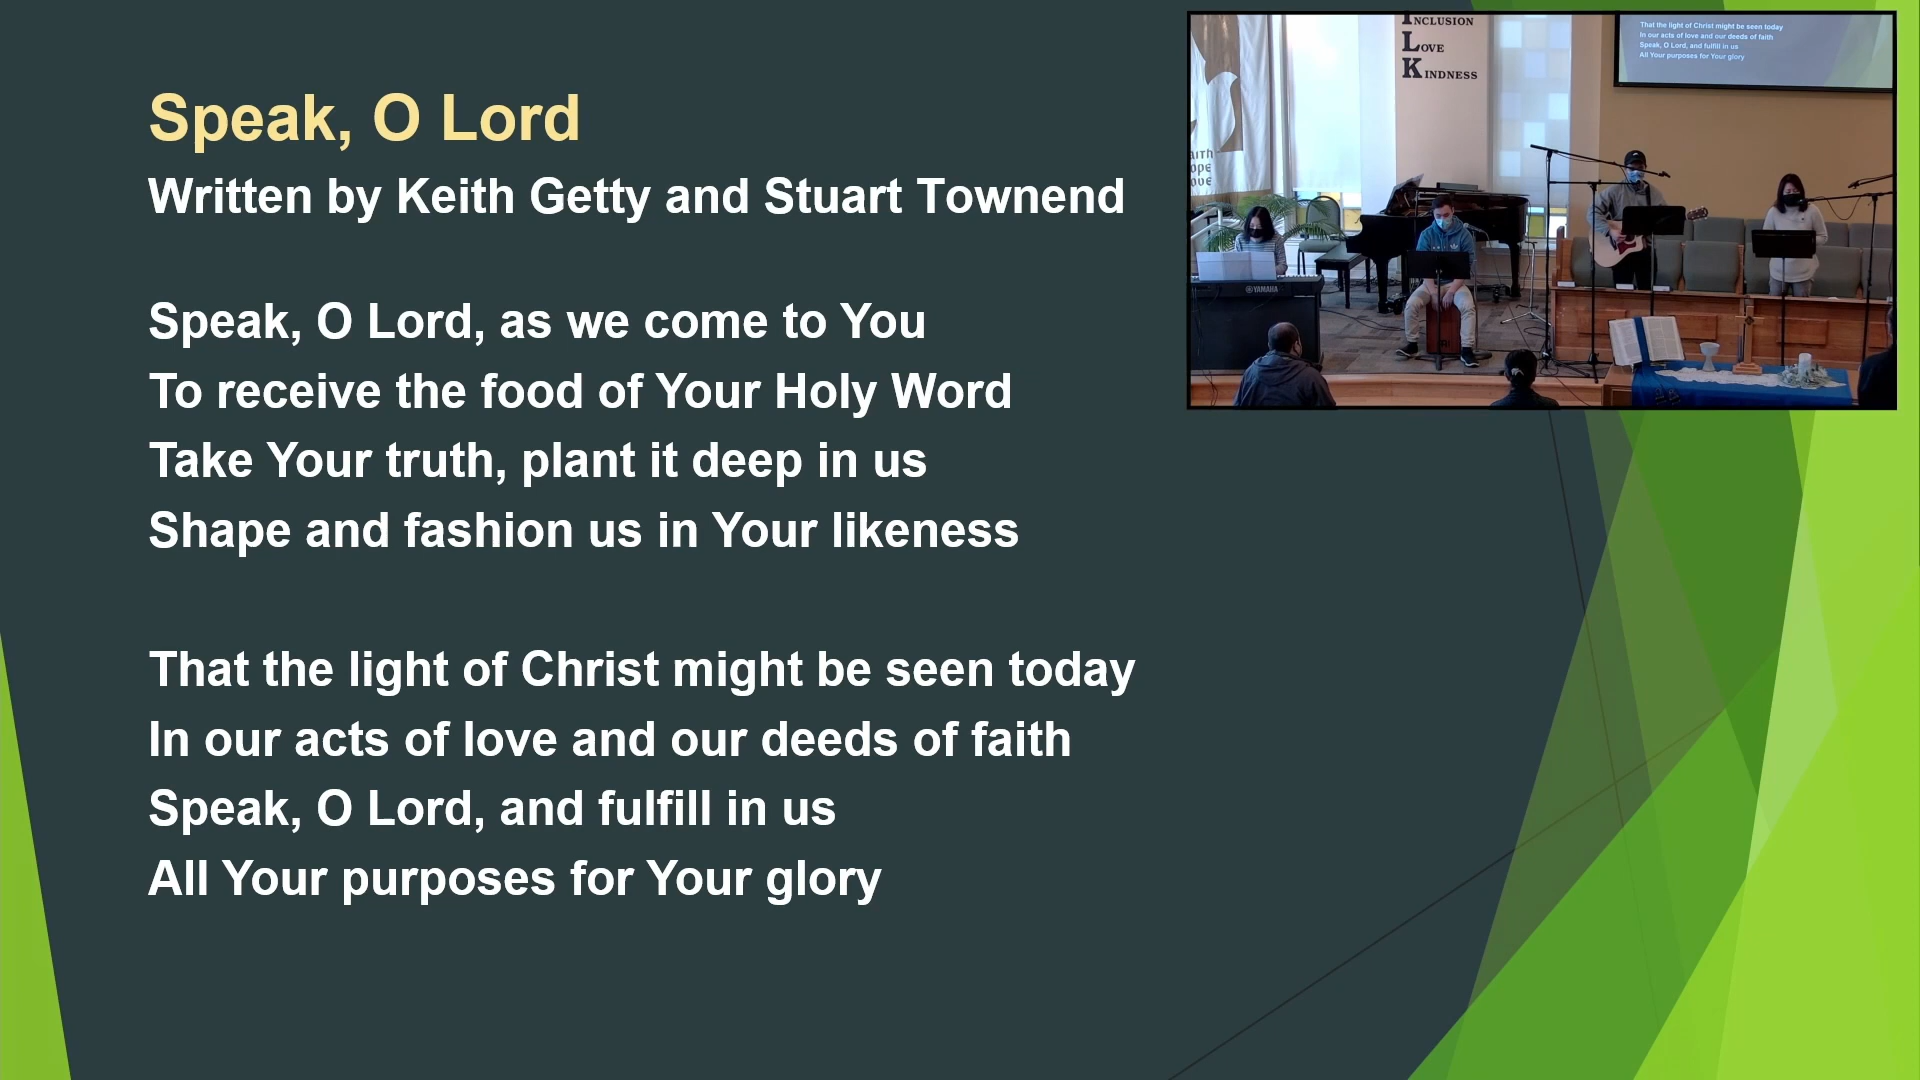 Speak, O Lord
Written by Keith Getty and Stuart Townend
Speak, O Lord, as we come to You
To receive the food of Your Holy Word
Take Your truth, plant it deep in us
Shape and fashion us in Your likeness
That the light of Christ might be seen today
In our acts of love and our deeds of faith
Speak, O Lord, and fulfill in us
All Your purposes for Your glory
INCLUSION
LOVE
KINDNESS
That the light of Christ might be seen today
In our acts of love and our deeds of faith
Speak, O Lord, and fulfill in us
All Your purposes for Your glory
YAMAHA